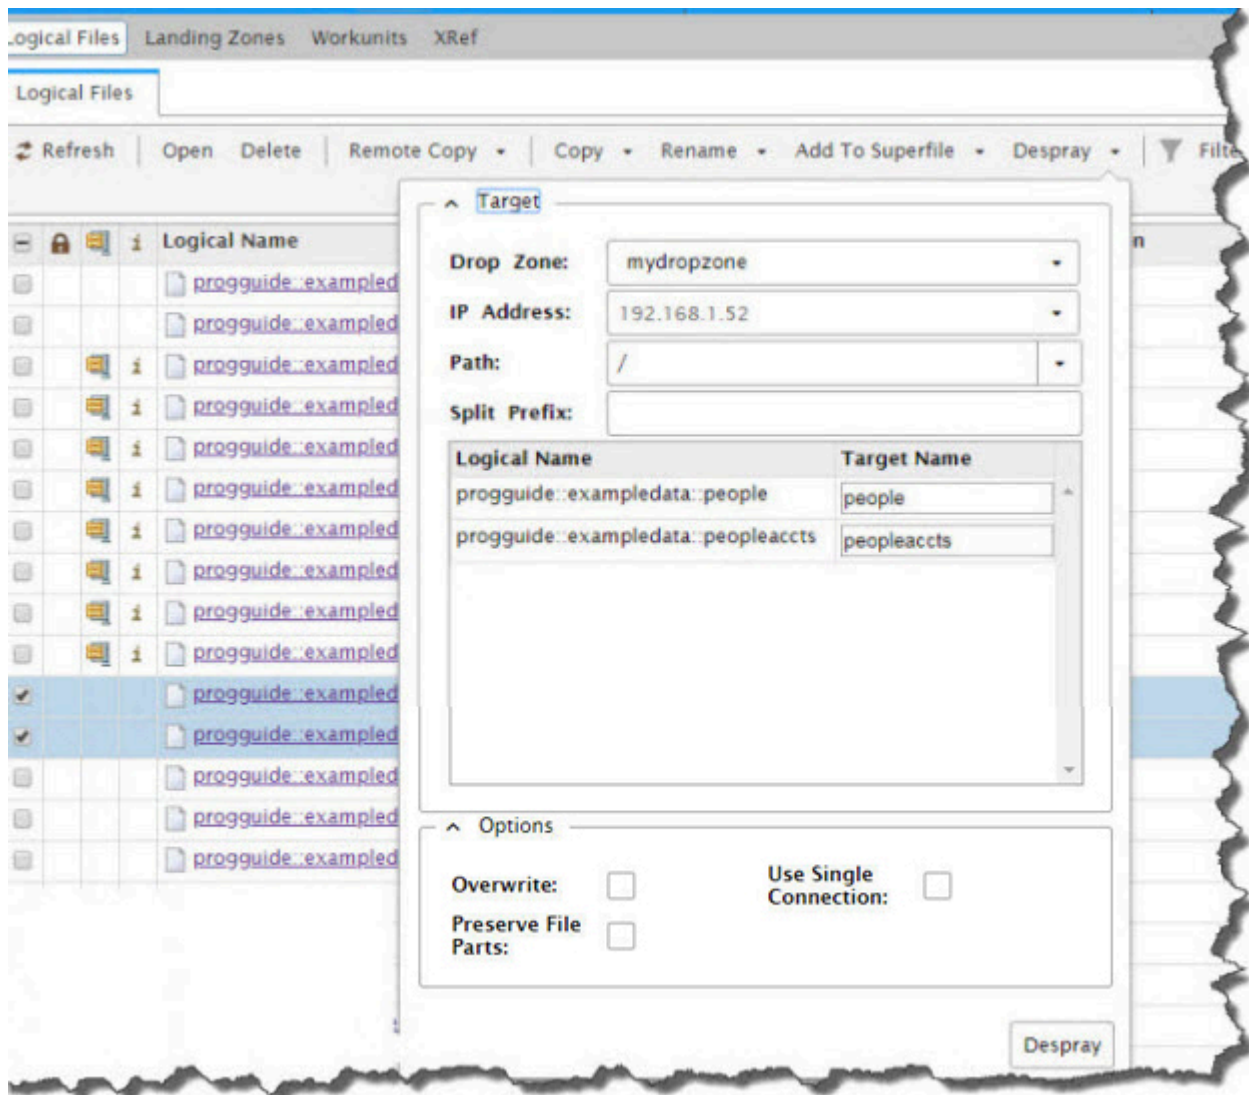 Logical Files Landing Zones Workunits XRef
Logical Files
Refresh Open Delete Remote Copy Copy Rename Add To Superfile Despray
Target
i Logical Name
Drop Zone: mydropzone
progguide::exampled
IP Address: 192.168.1.52
progguide::exampled
Path: /
i progguide::exampled
Split Prefix:
i progguide::exampled
Logical Name Target Name
i progguide::exampled
progguide::exampledata::people people
i progguide::exampled
progguide::exampledata::peopleaccts peopleaccts
i progguide::exampled
i progguide::exampled
i progguide::exampled
i progguide::exampled
progguide::exampled
progguide::exampled
progguide::exampled
progguide::exampled
progguide::exampled
Options
Overwrite:
Use Single
Connection:
Preserve File
Parts:
Despray